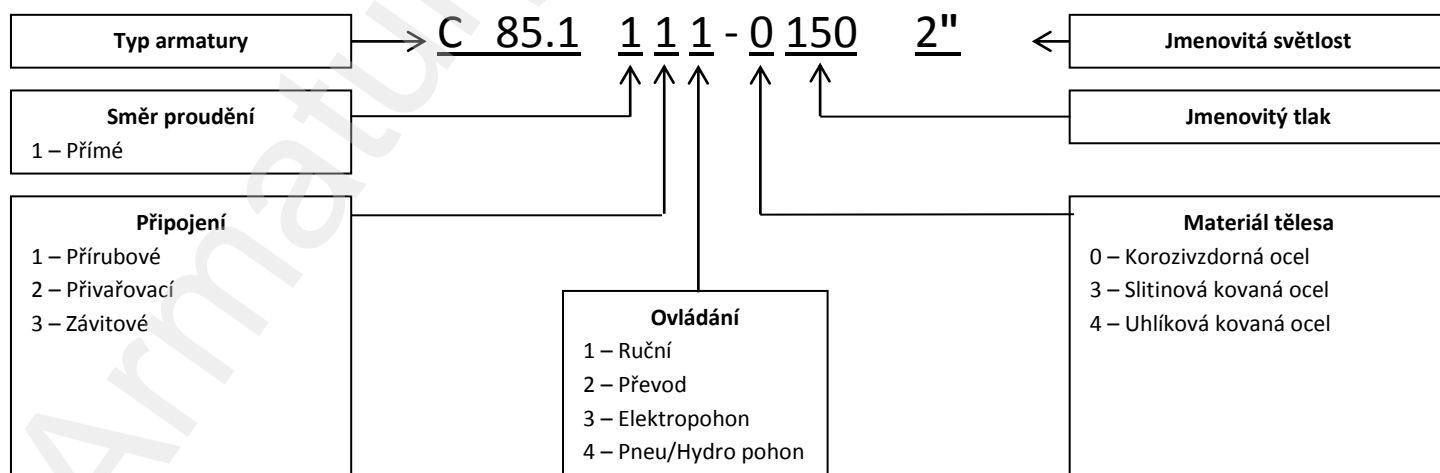 Typ armatury
C 85.1 1 1 1 - 0 150 2"
Jmenovitá světlost
Směr proudění
1 – Přímé
Jmenovitý tlak
Připojení
1 – Přírubové
2 – Přivařovací
3 – Závitové
Ovládání
1 – Ruční
2 – Převod
3 – Elektropohon
4 – Pneu/Hydro pohon
Materiál tělesa
0 – Korozivzdorná ocel
3 – Slitinová kovaná ocel
4 – Uhlíková kovaná ocel
Armatur